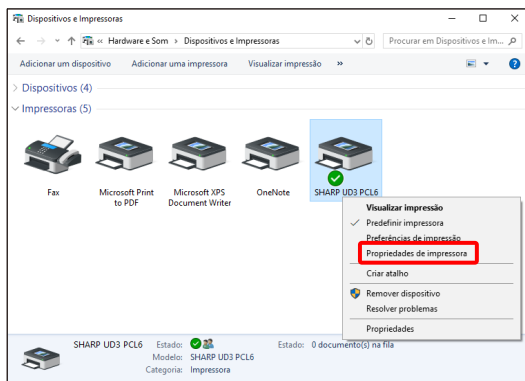 Dispositivos e Impressoras
« Hardware e Som > Dispositivos e Impressoras
Procurar em Dispositivos e Im...
Adicionar um dispositivo Adicionar uma impressora Visualizar impressão »
Dispositivos (4)
Impressoras (5)
Fax
Microsoft Print
to PDF
Microsoft XPS
Document Writer
OneNote
SHARP UD3 PCL6
Visualizar impressão
Predefinir impressora
Preferências de impressão
Propriedades de impressora
Criar atalho
Remover dispositivo
Resolver problemas
Propriedades
SHARP UD3 PCL6 Estado: Estado: 0 documento(s) na fila
Modelo: SHARP UD3 PCL6
Categoria: Impressora